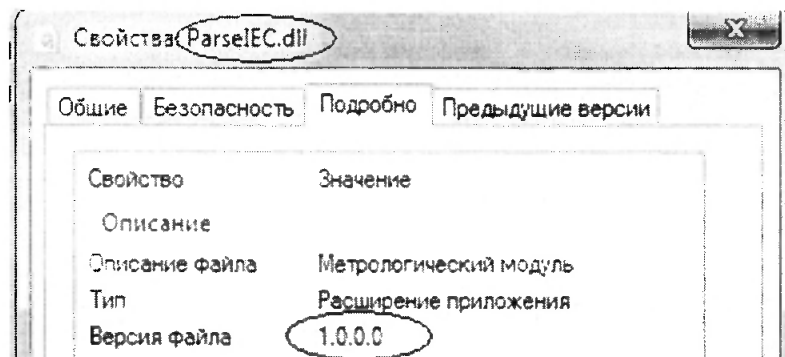 Свойства: ParseIEC.dll
Общие Безопасность Подробно Предыдущие версии
Свойство Значение
Описание
Описание файла Метрологический модуль
Тип Расширение приложения
Версия файла 1.0.0.0